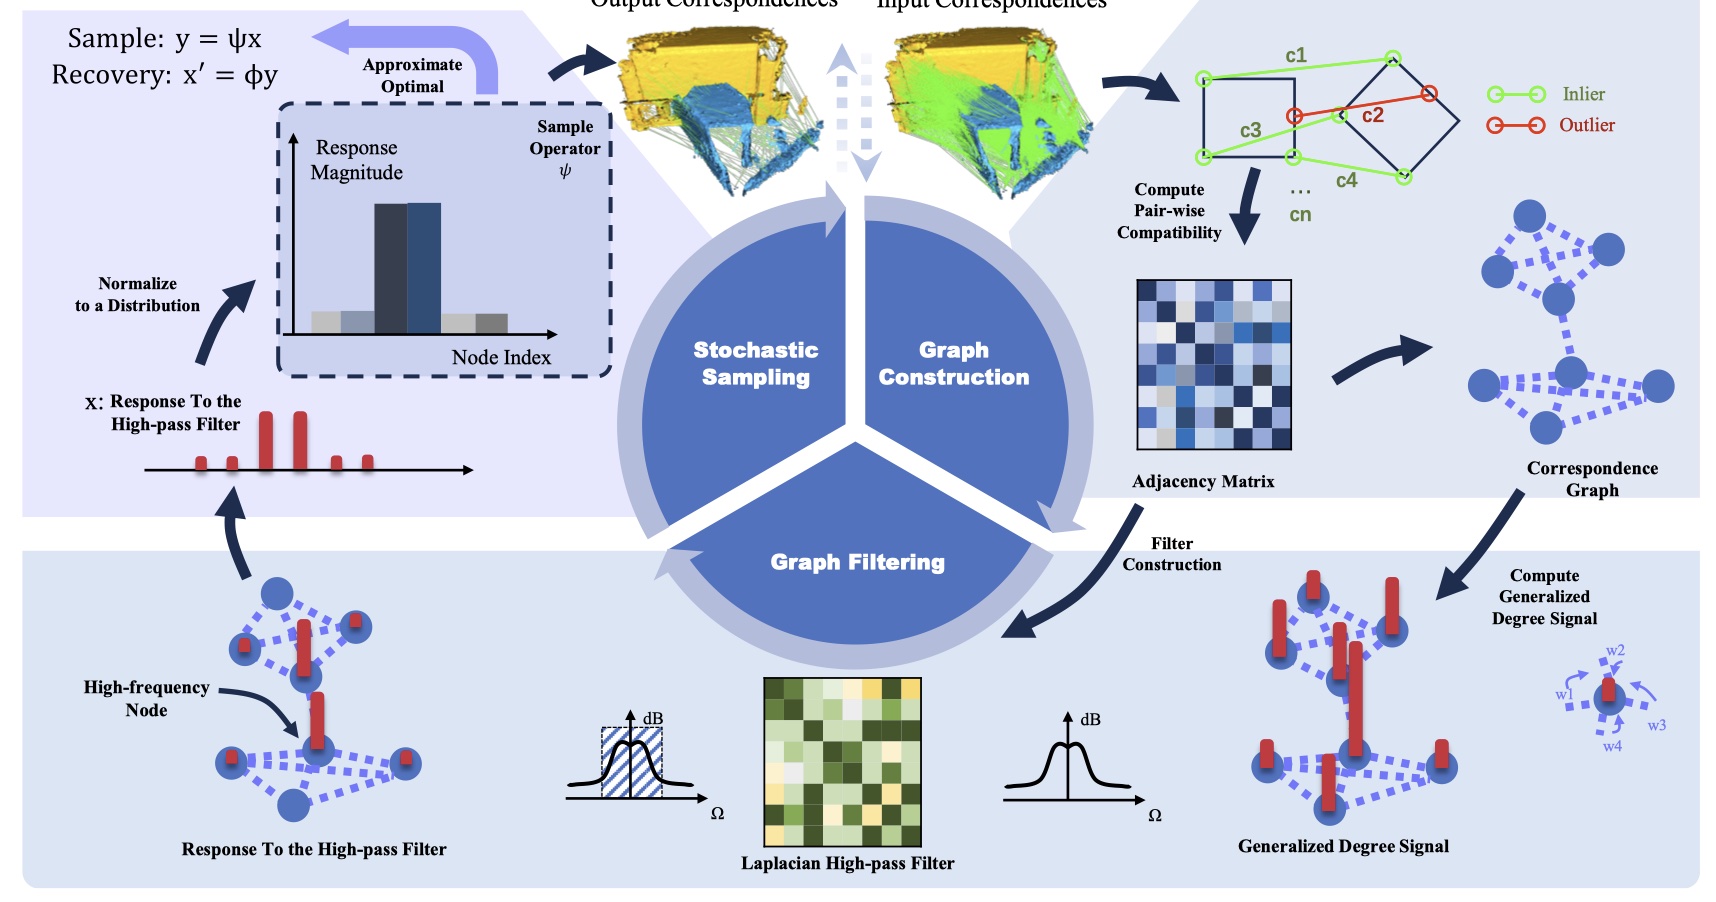 Output Correspondences
Input Correspondences
Sample: y = ψx
Recovery: x′ = ϕy
Approximate
Optimal
Sample
Operator
ψ
Response
Magnitude
Node Index
Normalize
to a Distribution
x: Response To the
High-pass Filter
c1
c2
c3
c4
...
cn
Inlier
Outlier
Compute
Pair-wise
Compatibility
Adjacency Matrix
Correspondence
Graph
Stochastic
Sampling
Graph
Construction
Graph Filtering
Filter
Construction
Compute
Generalized
Degree Signal
w1
w2
w3
w4
High-frequency
Node
Response To the High-pass Filter
dB
Ω
Laplacian High-pass Filter
dB
Ω
Generalized Degree Signal